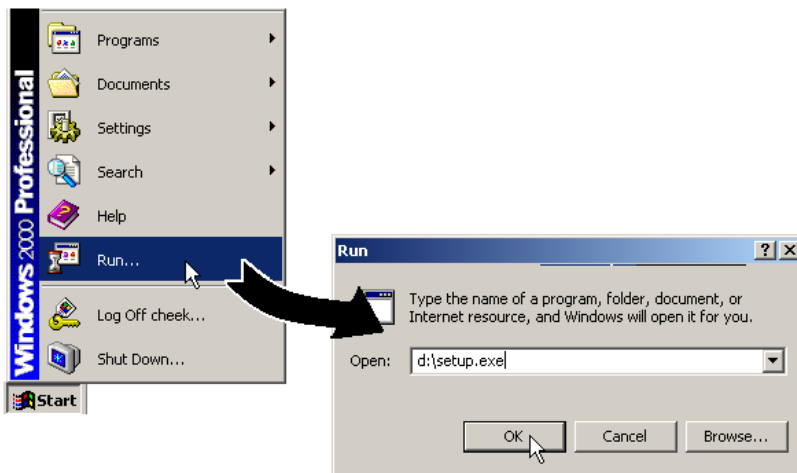 Windows 2000 Professional
Programs
Documents
Settings
Search
Help
Run...
Log Off cheek...
Shut Down...
Start
Run
Type the name of a program, folder, document, or
Internet resource, and Windows will open it for you.
Open:
d:\setup.exe
OK
Cancel
Browse...